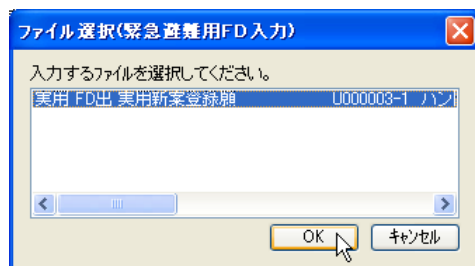 ファイル選択(緊急避難用FD入力)
入力するファイルを選択してください。
実用 FD出 実用新案登録願 U000003-1 ハント
OK キャンセル